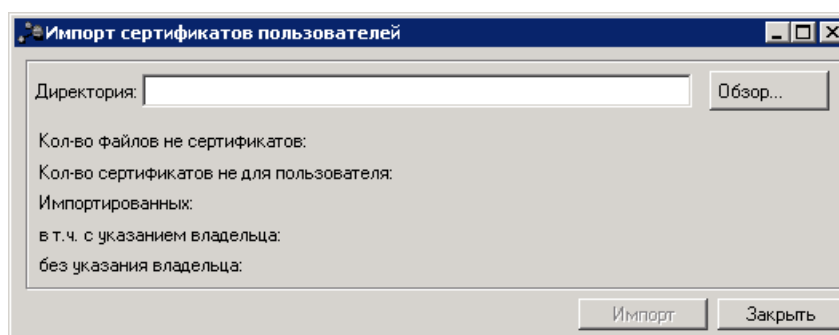 Импорт сертификатов пользователей
Директория:
Обзор...
Кол-во файлов не сертификатов:
Кол-во сертификатов не для пользователя:
Импортированных:
в т.ч. с указанием владельца:
без указания владельца:
Импорт
Закрыть